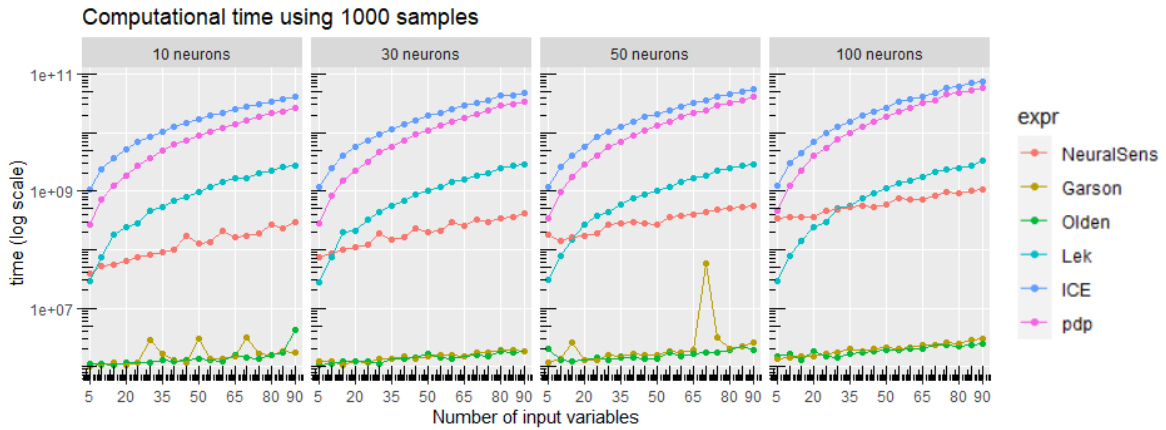 Computational time using 1000 samples
10 neurons
30 neurons
50 neurons
100 neurons
time (log scale)
1e+11
1e+09
1e+07
5 20 35 50 65 80 90
5 20 35 50 65 80 90
5 20 35 50 65 80 90
5 20 35 50 65 80 90
Number of input variables
expr
NeuralSens
Garson
Olden
Lek
ICE
pdp